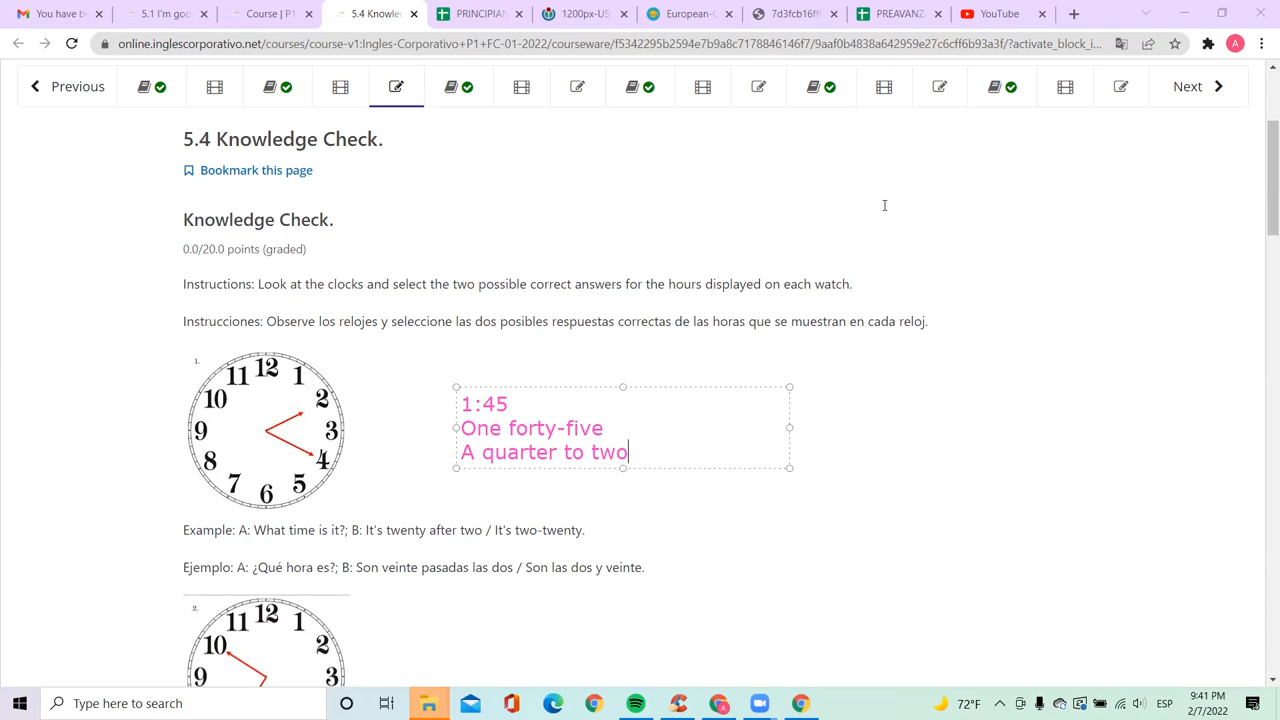 You have b
5.1 I'm goo
Course | P1
5.4 Knowle
PRINCIPIAN
1200px-US
European-C
7d3fcb16ff
PREAVANZ
YouTube
online.inglescorporativo.net/courses/course-v1:Ingles-Corporativo+P1+FC-01-2022/courseware/f5342295b2594e7b9a8c7178846146f7/9aaf0b4838a642959e27c6cff6b93a3f/?activate_block_i...
A
Previous
Next
5.4 Knowledge Check.
Bookmark this page
Knowledge Check.
0.0/20.0 points (graded)
Instructions: Look at the clocks and select the two possible correct answers for the hours displayed on each watch.
Instrucciones: Observe los relojes y seleccione las dos posibles respuestas correctas de las horas que se muestran en cada reloj.
1.
12
11 1
10 2
9 3
8 4
7 5
6
1:45
One forty-five
A quarter to two
Example: A: What time is it?; B: It's twenty after two / It's two-twenty.
Ejemplo: A: ¿Qué hora es?; B: Son veinte pasadas las dos / Son las dos y veinte.
2.
12
11 1
10 2
9 3
Type here to search
72°F
ESP
9:41 PM
2/7/2022